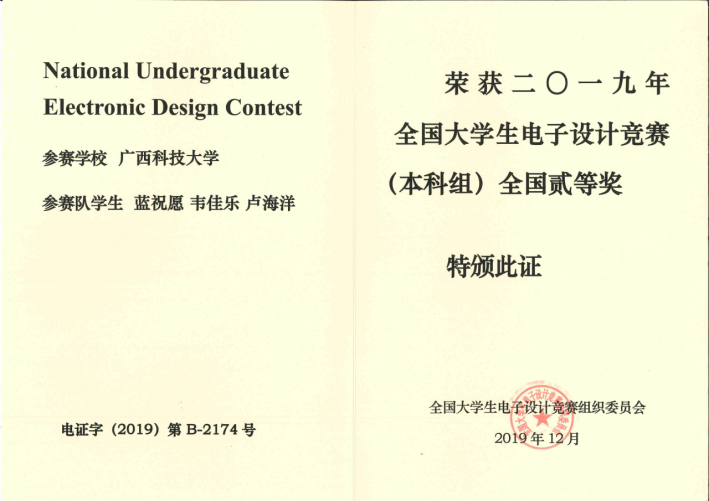 National Undergraduate
Electronic Design Contest
参赛学校 广西科技大学
参赛队学生 蓝祝愿 韦佳乐 卢海洋
电证字（2019）第 B-2174 号
荣获二〇一九年
全国大学生电子设计竞赛
（本科组）全国贰等奖
特颁此证
全国大学生电子设计竞赛组织委员会
2019 年 12 月